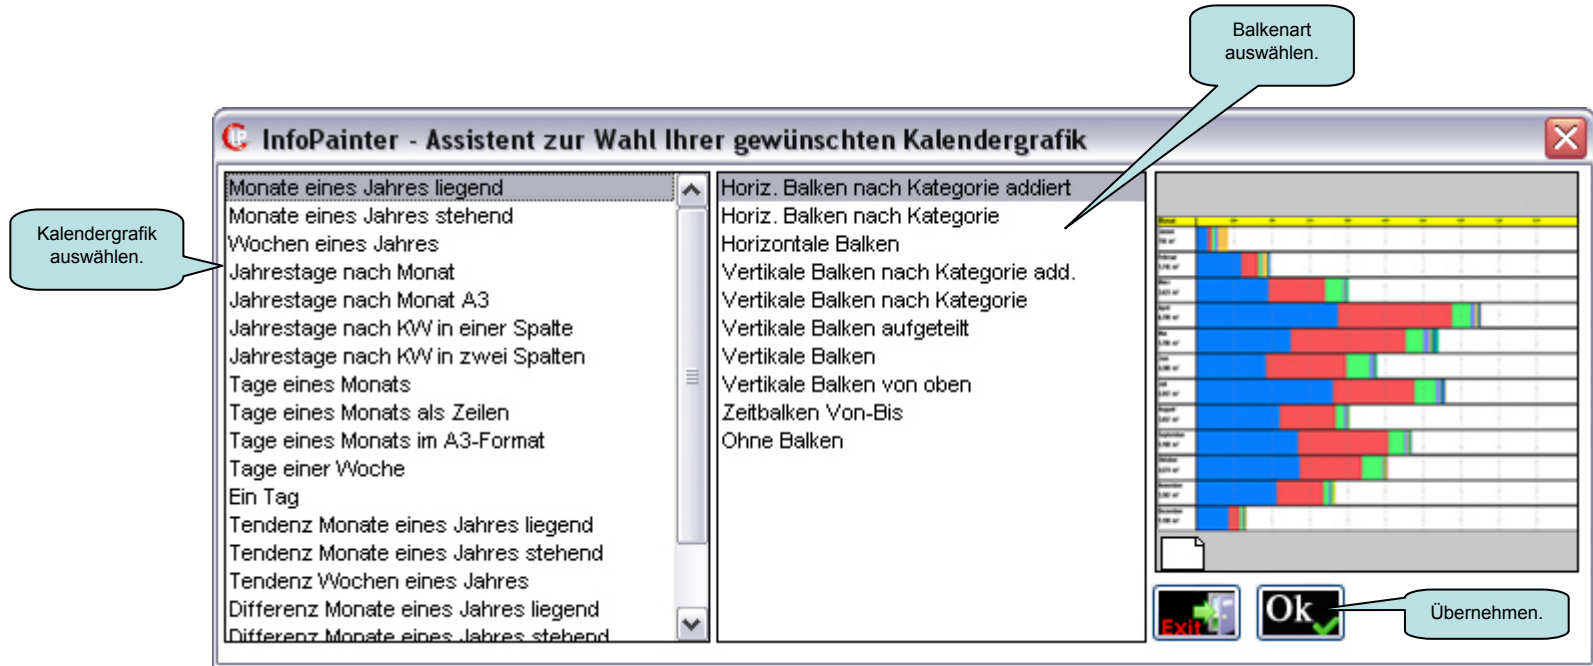 Balkenart
auswählen.
InfoPainter - Assistent zur Wahl Ihrer gewünschten Kalendergrafik
Kalendergrafik
auswählen.
Monate eines Jahres liegend
Monate eines Jahres stehend
Wochen eines Jahres
Jahrestage nach Monat
Jahrestage nach Monat A3
Jahrestage nach KW in einer Spalte
Jahrestage nach KW in zwei Spalten
Tage eines Monats
Tage eines Monats als Zeilen
Tage eines Monats im A3-Format
Tage einer Woche
Ein Tag
Tendenz Monate eines Jahres liegend
Tendenz Monate eines Jahres stehend
Tendenz Wochen eines Jahres
Differenz Monate eines Jahres liegend
Differenz Monate eines Jahres stehend
Horiz. Balken nach Kategorie addiert
Horiz. Balken nach Kategorie
Horizontale Balken
Vertikale Balken nach Kategorie add.
Vertikale Balken nach Kategorie
Vertikale Balken aufgeteilt
Vertikale Balken
Vertikale Balken von oben
Zeitbalken Von-Bis
Ohne Balken
Exit
Ok
Übernehmen.